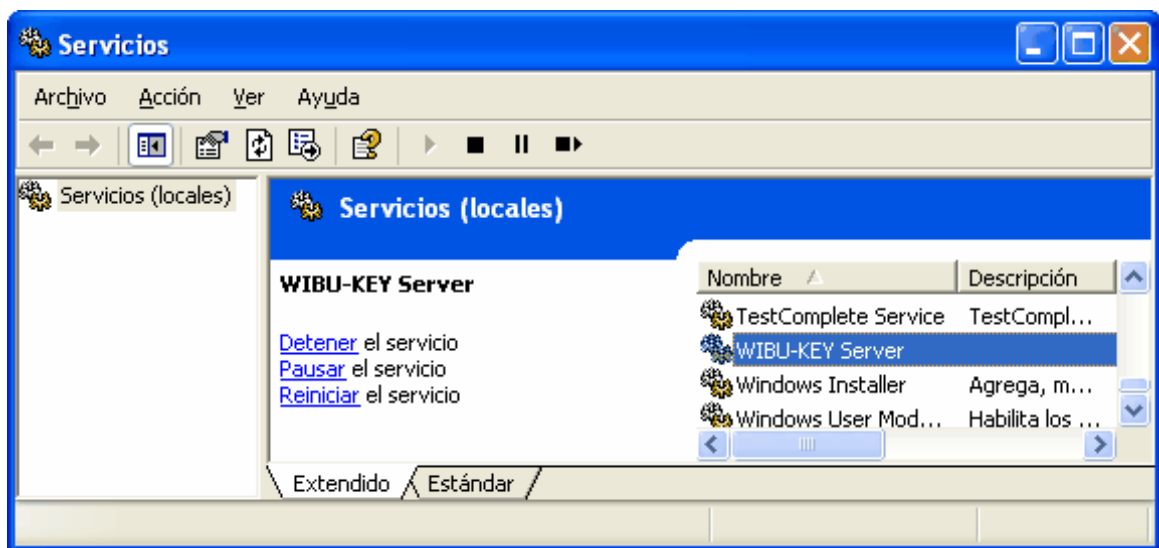 Servicios
Archivo Acción Ver Ayuda
Servicios (locales)
Servicios (locales)
WIBU-KEY Server
Detener el servicio
Pausar el servicio
Reiniciar el servicio
Nombre Descripción
TestComplete Service TestCompl...
WIBU-KEY Server
Windows Installer Agrega, m...
Windows User Mod... Habilita los ...
Extendido Estándar